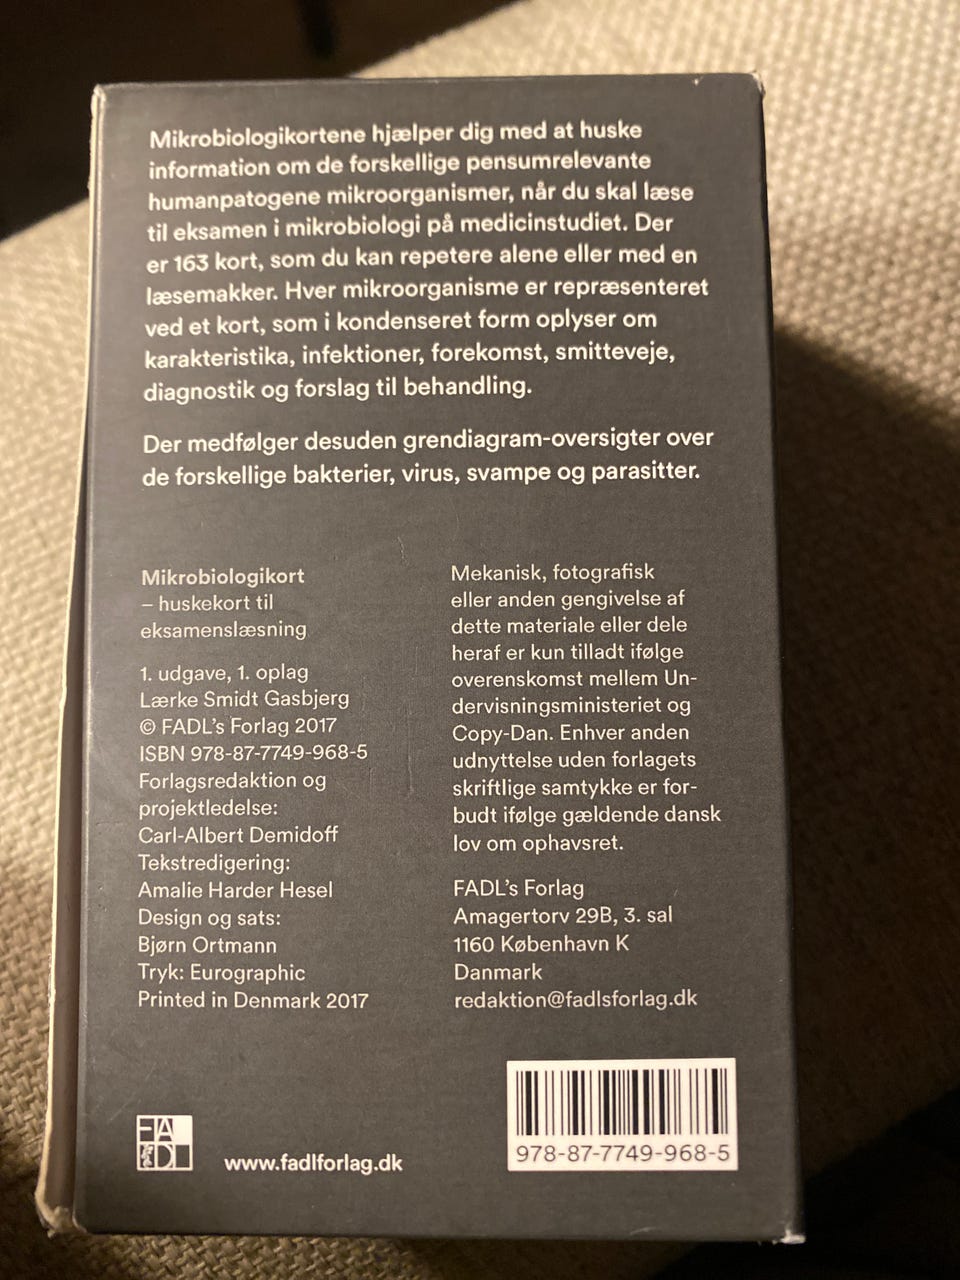 Mikrobiologikortene hjælper dig med at huske
information om de forskellige pensumrelevante
humanpatogene mikroorganismer, når du skal læse
til eksamen i mikrobiologi på medicinstudiet. Der
er 163 kort, som du kan repetere alene eller med en
læsemakker. Hver mikroorganisme er repræsenteret
ved et kort, som i kondenseret form oplyser om
karakteristika, infektioner, forekomst, smitteveje,
diagnostik og forslag til behandling.
Der medfølger desuden grendiagram-oversigter over
de forskellige bakterier, virus, svampe og parasitter.
Mikrobiologikort
– huskekort til
eksamenslæsning
1. udgave, 1. oplag
Lærke Smidt Gasbjerg
© FADL's Forlag 2017
ISBN 978-87-7749-968-5
Forlagsredaktion og
projektledelse:
Carl-Albert Demidoff
Tekstredigering:
Amalie Harder Hesel
Design og sats:
Bjørn Ortmann
Tryk: Eurographic
Printed in Denmark 2017
Mekanisk, fotografisk
eller anden gengivelse af
dette materiale eller dele
heraf er kun tilladt ifølge
overenskomst mellem Un-
dervisningsministeriet og
Copy-Dan. Enhver anden
udnyttelse uden forlagets
skriftlige samtykke er for-
budt ifølge gældende dansk
lov om ophavsret.
FADL's Forlag
Amagertorv 29B, 3. sal
1160 København K
Danmark
redaktion@fadlsforlag.dk
FADL
www.fadlforlag.dk
978-87-7749-968-5